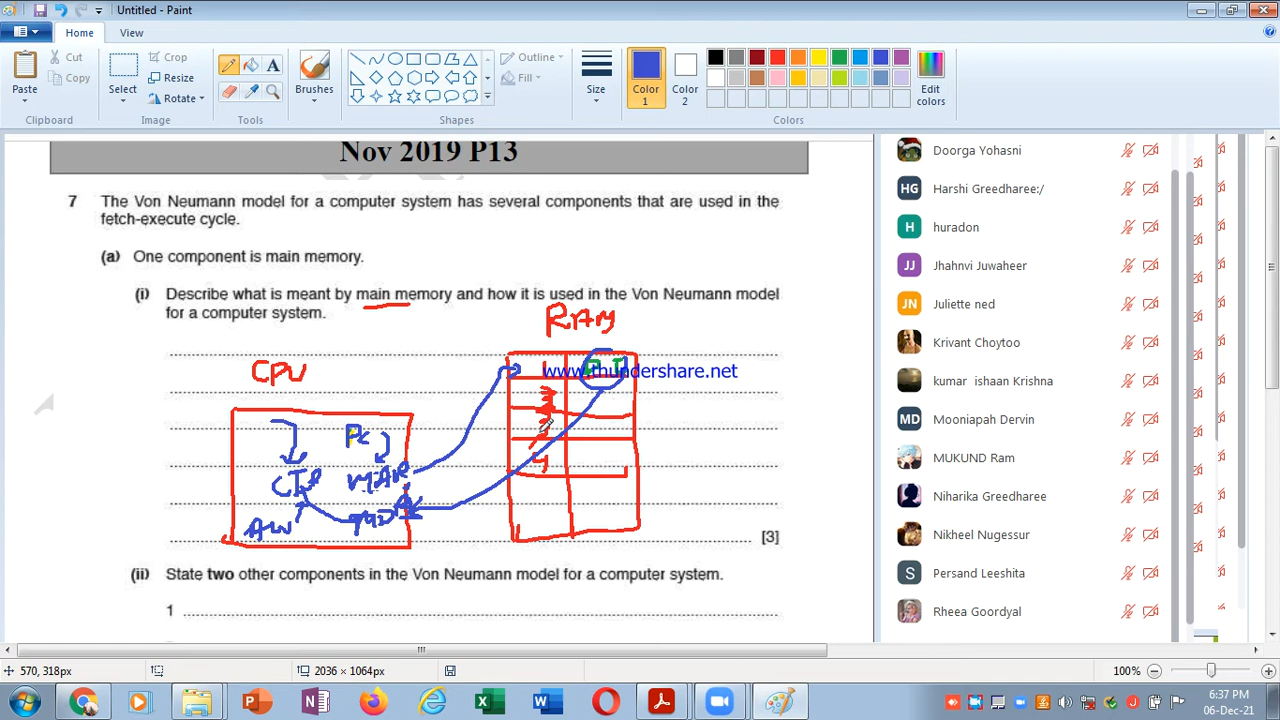 Untitled - Paint
Home
View
Paste
Cut
Copy
Clipboard
Select
Crop
Resize
Rotate
Image
Tools
Brushes
Shapes
Outline
Fill
Size
Color 1
Color 2
Edit colors
Colors
Nov 2019 P13
7 The Von Neumann model for a computer system has several components that are used in the
fetch-execute cycle.
(a) One component is main memory.
(i) Describe what is meant by main memory and how it is used in the Von Neumann model
for a computer system.
RAM
CPU
1
www.thundershare.net
PC
MAR
4
[3]
(ii) State two other components in the Von Neumann model for a computer system.
1
Doorga Yohasni
HG Harshi Greedharee:/
H huradon
JJ Jhahnvi Juwaheer
JN Juliette ned
Krivant Choytoo
kumar ishaan Krishna
MD Mooniapah Dervin
MUKUND Ram
Niharika Greedharee
Nikheel Nugessur
S Persand Leeshita
Rheea Goordyal
570, 318px
2036 × 1064px
100%
6:37 PM
06-Dec-21